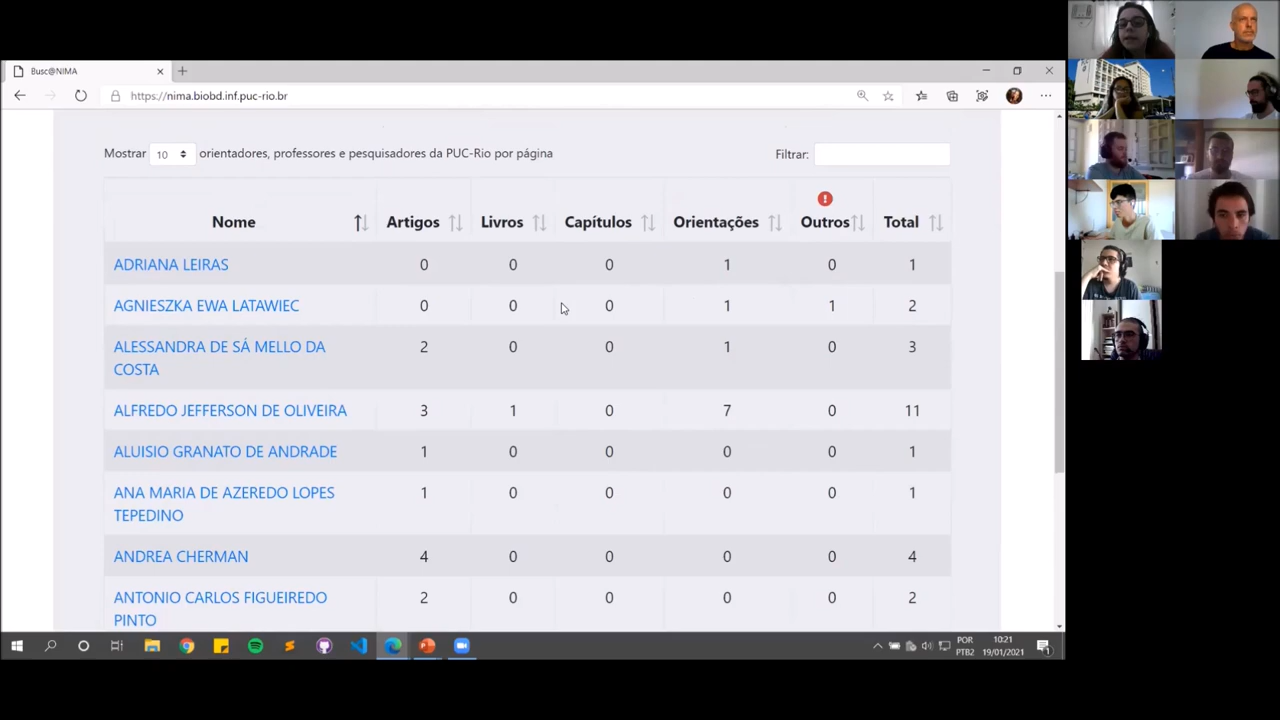 Busc@NIMA
https://nima.biobd.inf.puc-rio.br
Mostrar 10 orientadores, professores e pesquisadores da PUC-Rio por página Filtrar:
Nome Artigos Livros Capítulos Orientações Outros Total
ADRIANA LEIRAS 0 0 0 1 0 1
AGNIESZKA EWA LATAWIEC 0 0 0 1 1 2
ALESSANDRA DE SÁ MELLO DA 2 0 0 1 0 3
COSTA
ALFREDO JEFFERSON DE OLIVEIRA 3 1 0 7 0 11
ALUISIO GRANATO DE ANDRADE 1 0 0 0 0 1
ANA MARIA DE AZEREDO LOPES 1 0 0 0 0 1
TEPEDINO
ANDREA CHERMAN 4 0 0 0 0 4
ANTONIO CARLOS FIGUEIREDO 2 0 0 0 0 2
PINTO
POR 10:21
PTB2 19/01/2021 1